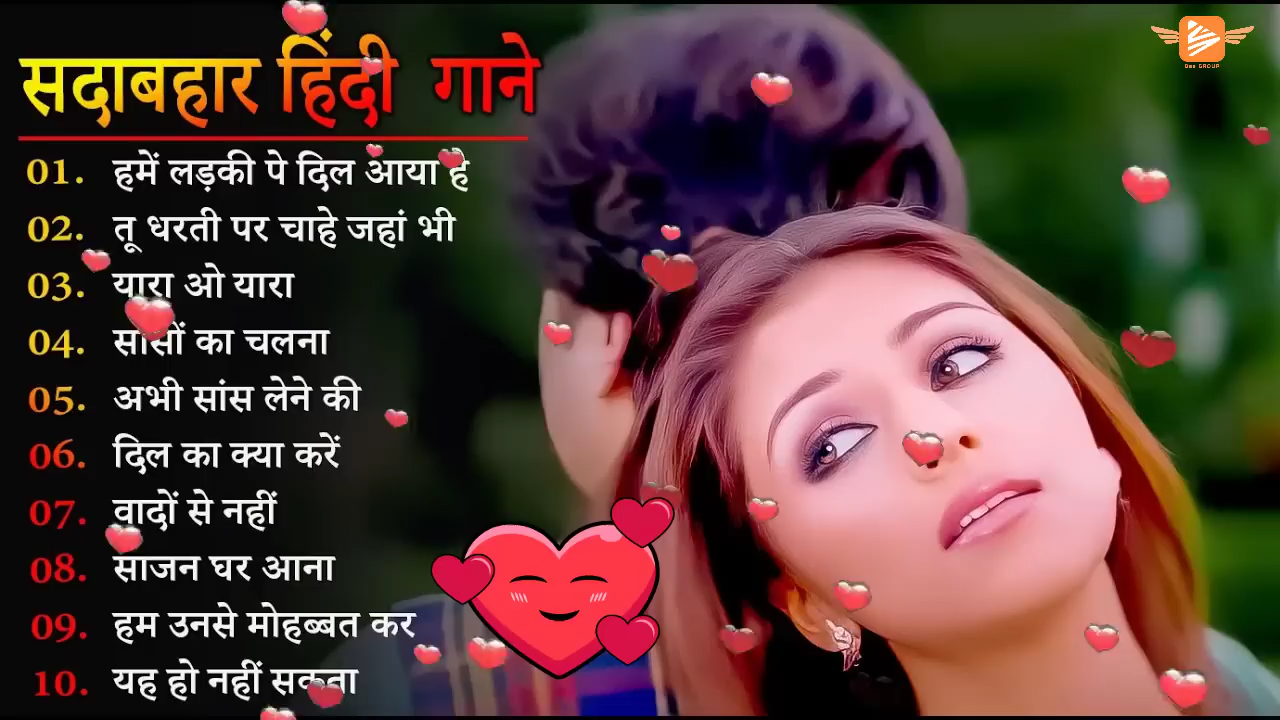 सदाबहार हिंदी गाने
01. हमें लड़की पे दिल आया है
02. तू धरती पर चाहे जहां भी
03. यारा ओ यारा
04. सांसों का चलना
05. अभी सांस लेने की
06. दिल का क्या करें
07. वादों से नहीं
08. साजन घर आना
09. हम उनसे मोहब्बत कर
10. यह हो नहीं सकता